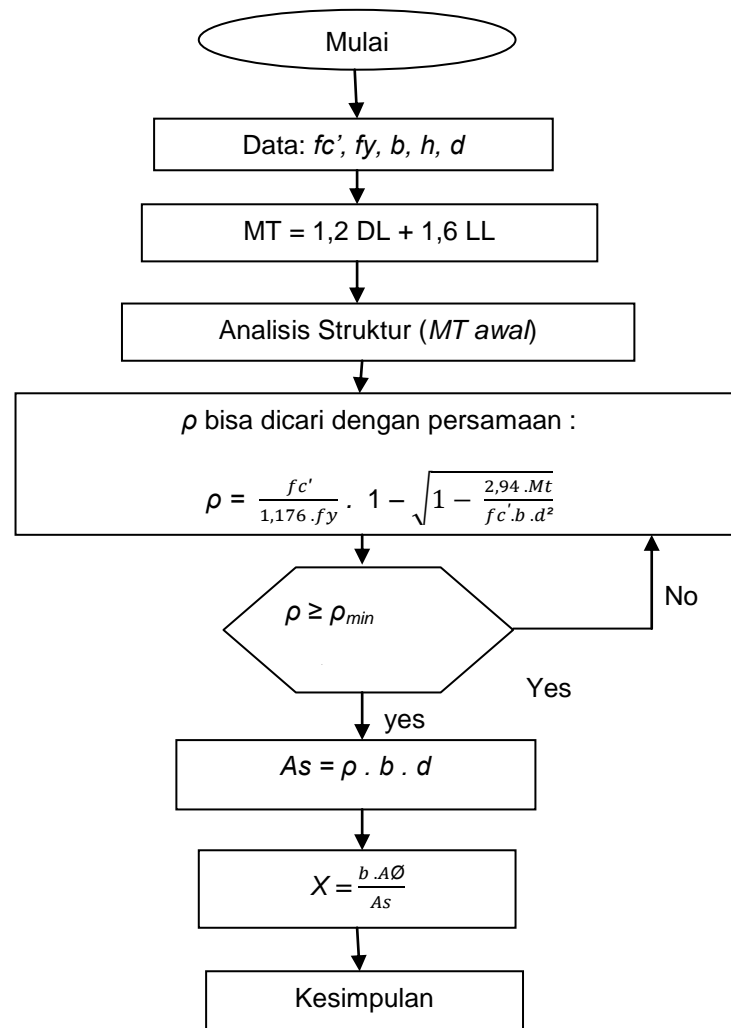 Mulai
Data: fc', fy, b, h, d
MT = 1,2 DL + 1,6 LL
Analisis Struktur (MT awal)
ρ bisa dicari dengan persamaan :
ρ = fc' / 1,176 .fy . 1 − √1 − 2,94 .Mt / fc'.b .d²
ρ ≥ ρmin
No
Yes
yes
As = ρ . b . d
X = b .AØ / As
Kesimpulan